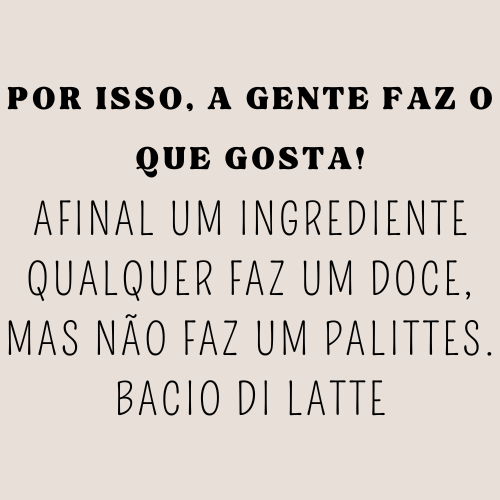 POR ISSO, A GENTE FAZ O
QUE GOSTA!
AFINAL UM INGREDIENTE
QUALQUER FAZ UM DOCE,
MAS NÃO FAZ UM PALITTES.
BACIO DI LATTE